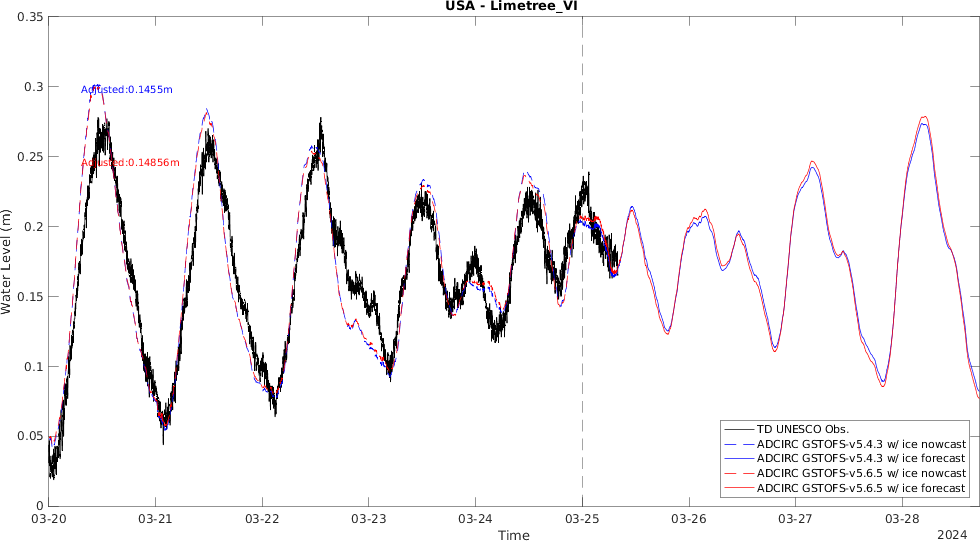 USA - Limetree_VI
0.35
0.3
0.25
0.2
0.15
0.1
0.05
0
Water Level (m)
Adjusted:0.1455m
Adjusted:0.14856m
TD UNESCO Obs.
ADCIRC GSTOFS-v5.4.3 w/ ice nowcast
ADCIRC GSTOFS-v5.4.3 w/ ice forecast
ADCIRC GSTOFS-v5.6.5 w/ ice nowcast
ADCIRC GSTOFS-v5.6.5 w/ ice forecast
03-20 03-21 03-22 03-23 03-24 03-25 03-26 03-27 03-28
Time
2024